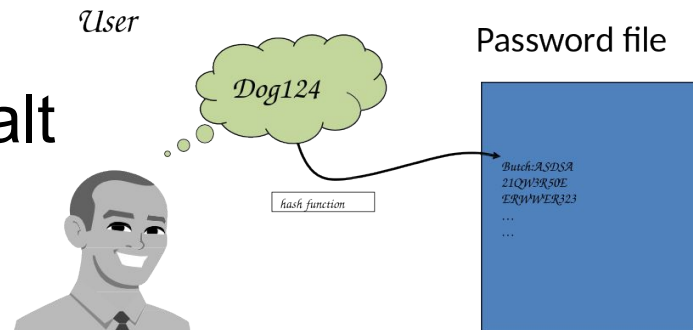 User
Password file
Dog124
alt
hash function
Butch:ASDSA
21QW3R50E
ERWWER323
…
…